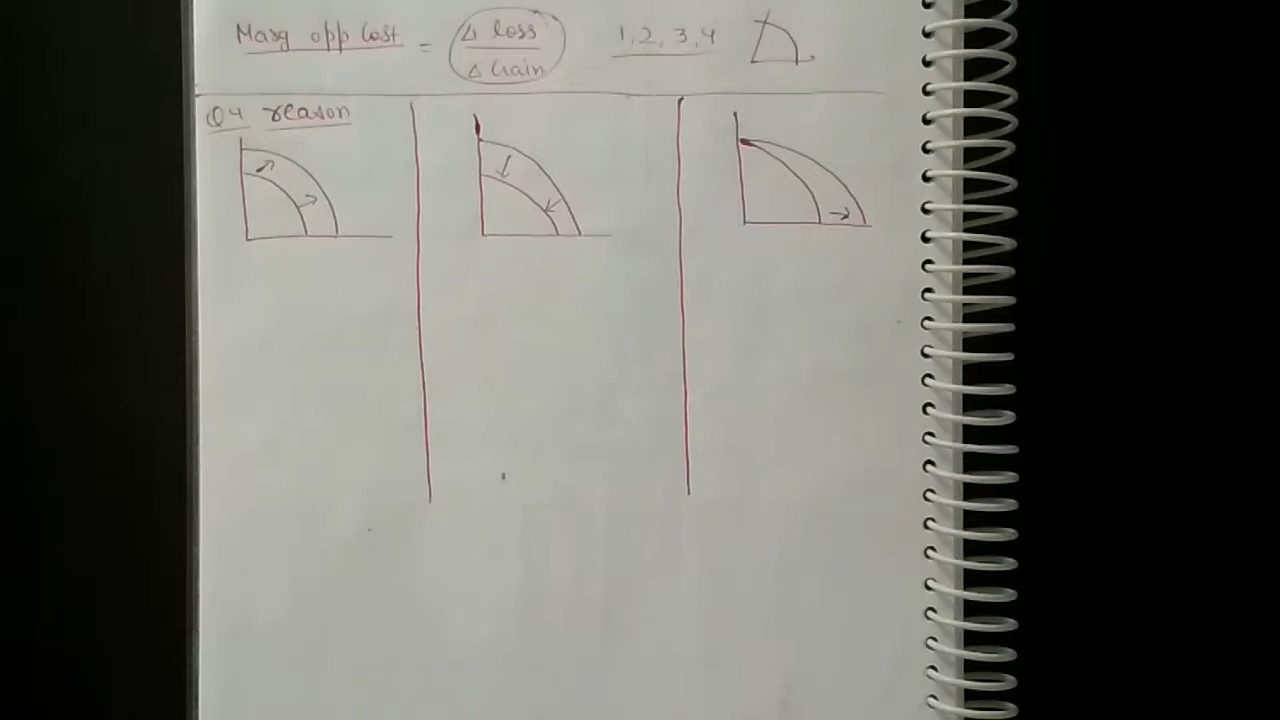 Marg opp Cost = Δ loss / Δ Gain 1, 2, 3, 4
Q4 reason